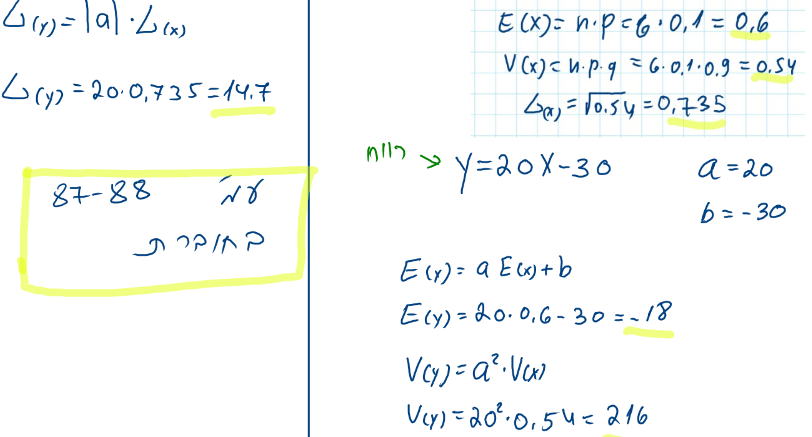 E(x) = n·p = 6·0,1 = 0,6
V(x) = n·p·q = 6·0.1·0.9 = 0.54
σ(x) = √0.54 = 0,735
רווח → y = 20x - 30
a = 20
b = -30
E(y) = a E(x) + b
E(y) = 20·0.6 - 30 = -18
V(y) = a²·V(x)
V(y) = 20²·0.54 = 216
σ(y) = |a|·σ(x)
σ(y) = 20·0,735 = 14.7
עמ' 87-88
בחוברת